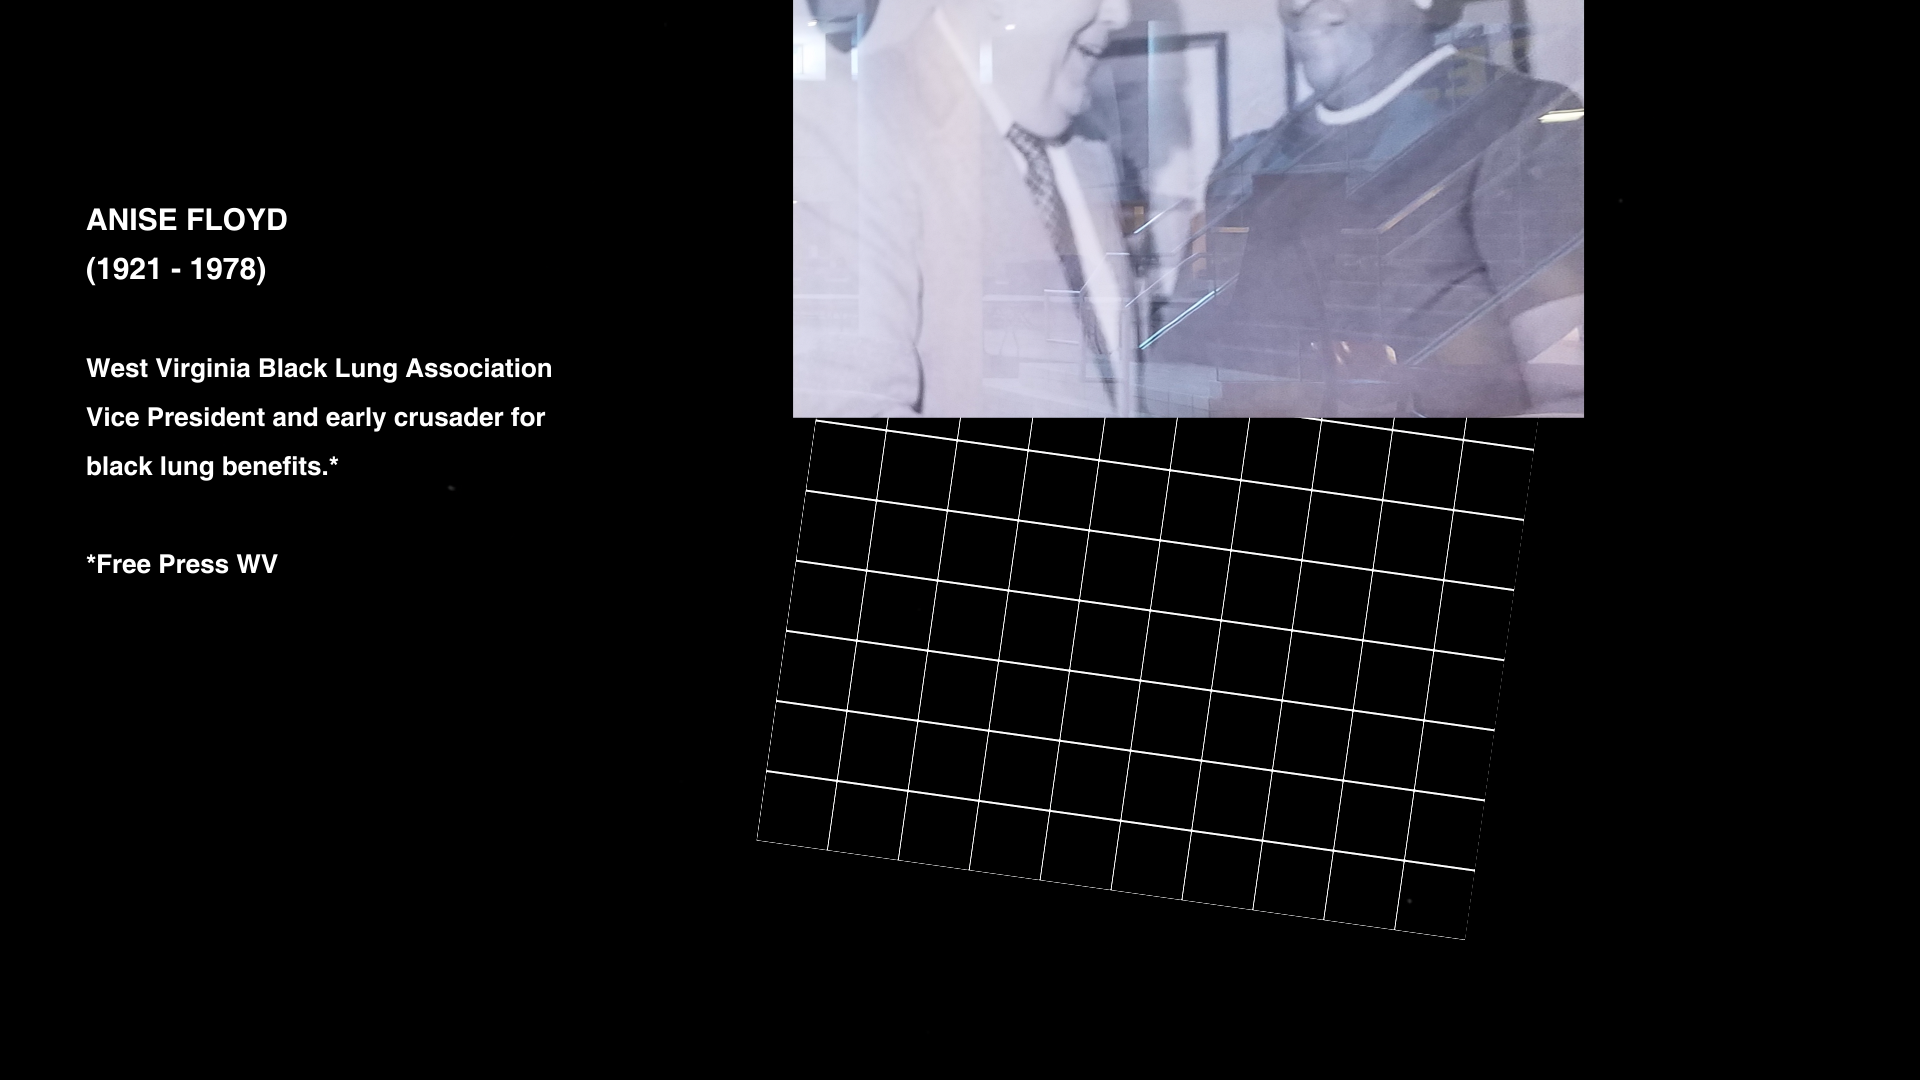 ANISE FLOYD
(1921 - 1978)
West Virginia Black Lung Association
Vice President and early crusader for
black lung benefits.*
*Free Press WV